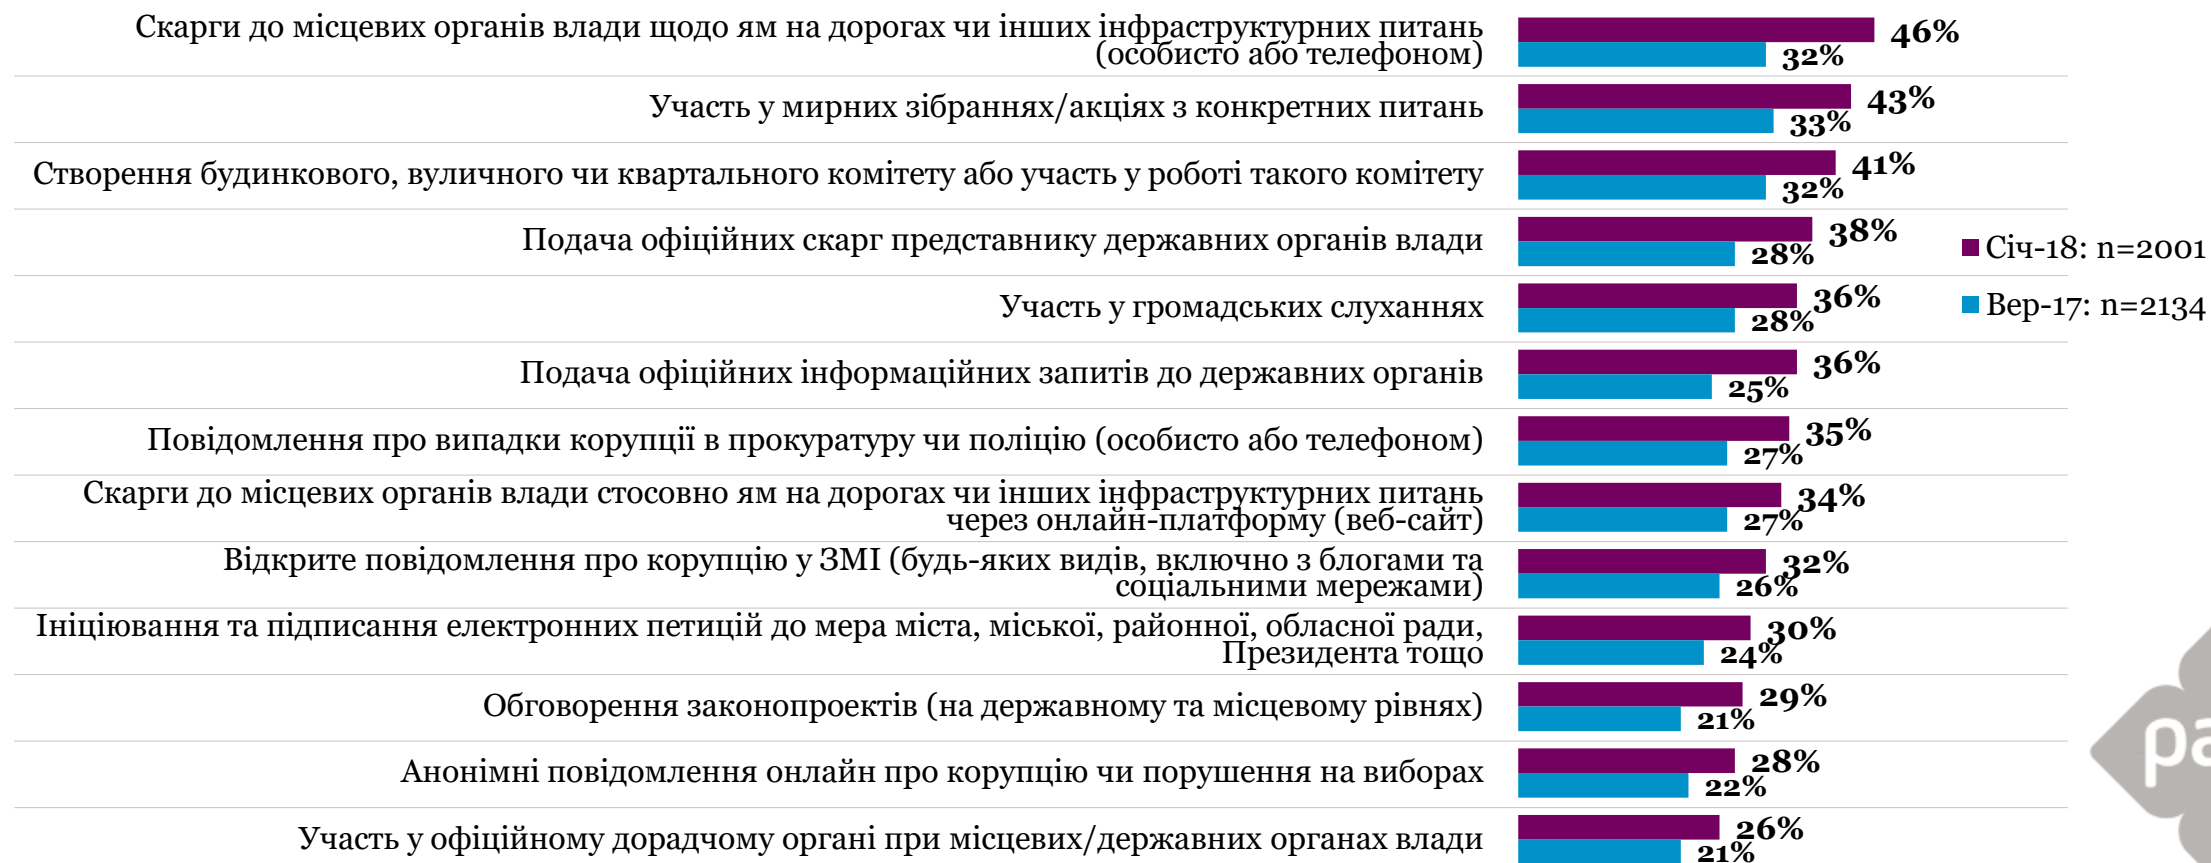 Скарги до місцевих органів влади щодо ям на дорогах чи інших інфраструктурних питань
(особисто або телефоном)
46%
32%
Участь у мирних зібраннях/акціях з конкретних питань
43%
33%
Створення будинкового, вуличного чи квартального комітету або участь у роботі такого комітету
41%
32%
Подача офіційних скарг представнику державних органів влади
38%
28%
Січ-18: n=2001
Участь у громадських слуханнях
36%
28%
Вер-17: n=2134
Подача офіційних інформаційних запитів до державних органів
36%
25%
Повідомлення про випадки корупції в прокуратуру чи поліцію (особисто або телефоном)
35%
27%
Скарги до місцевих органів влади стосовно ям на дорогах чи інших інфраструктурних питань
через онлайн-платформу (веб-сайт)
34%
27%
Відкрите повідомлення про корупцію у ЗМІ (будь-яких видів, включно з блогами та
соціальними мережами)
32%
26%
Ініціювання та підписання електронних петицій до мера міста, міської, районної, обласної ради,
Президента тощо
30%
24%
Обговорення законопроектів (на державному та місцевому рівнях)
29%
21%
pa
Анонімні повідомлення онлайн про корупцію чи порушення на виборах
28%
22%
Участь у офіційному дорадчому органі при місцевих/державних органах влади
26%
21%